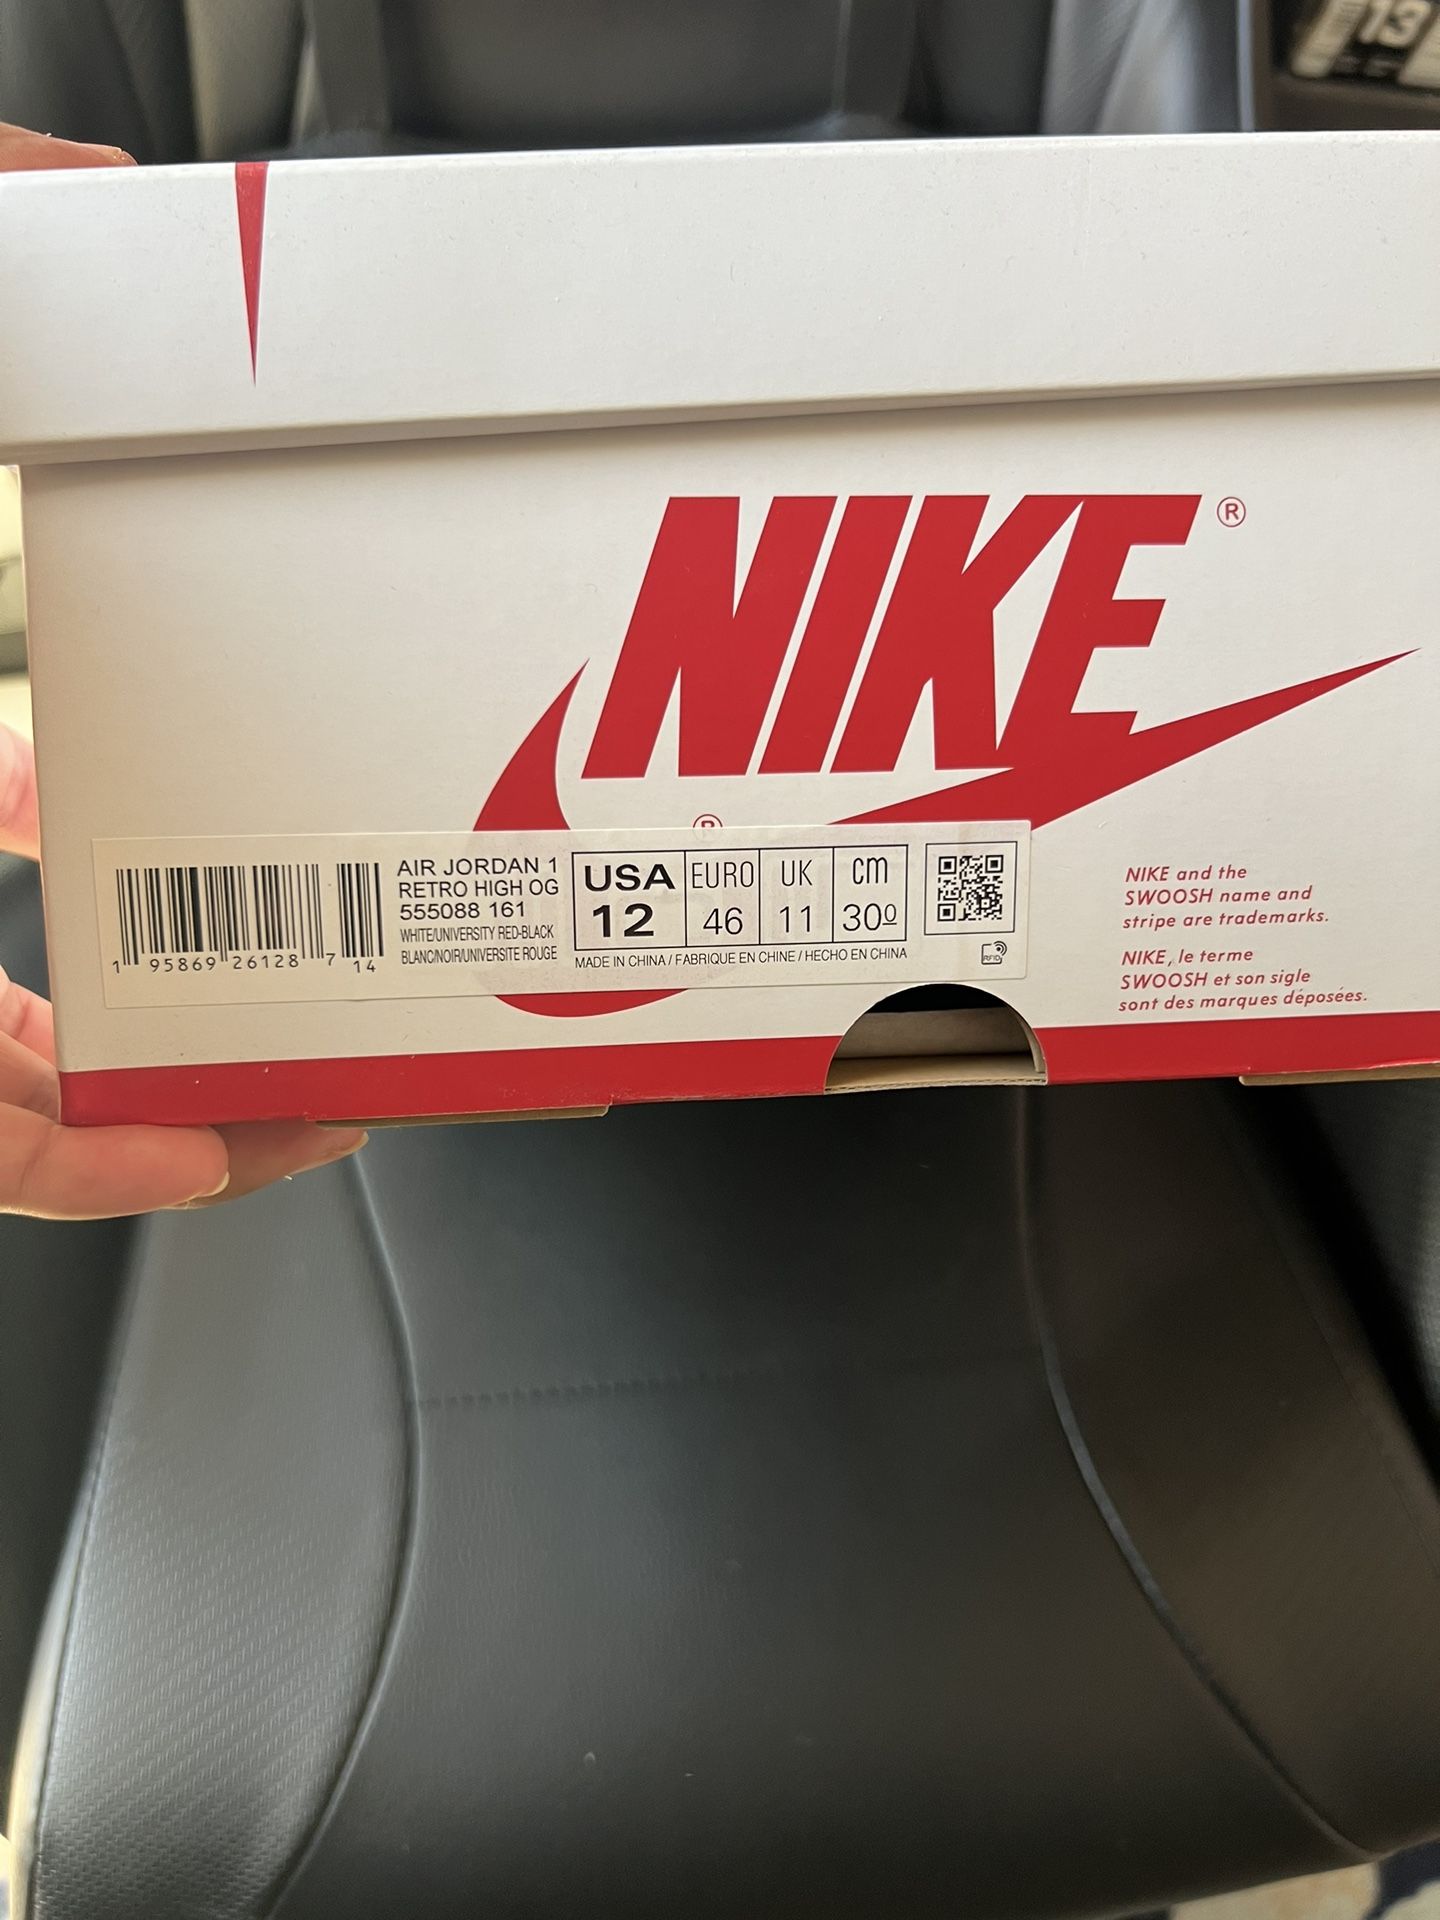 13
NIKE®
®
AIR JORDAN 1
RETRO HIGH OG
555088 161
WHITE/UNIVERSITY RED-BLACK
BLANC/NOIR/UNIVERSITE ROUGE
1 95869 26128 7 14
USA EURO UK cm
12 46 11 300
MADE IN CHINA / FABRIQUE EN CHINE / HECHO EN CHINA
RFID
NIKE and the
SWOOSH name and
stripe are trademarks.
NIKE, le terme
SWOOSH et son sigle
sont des marques déposées.